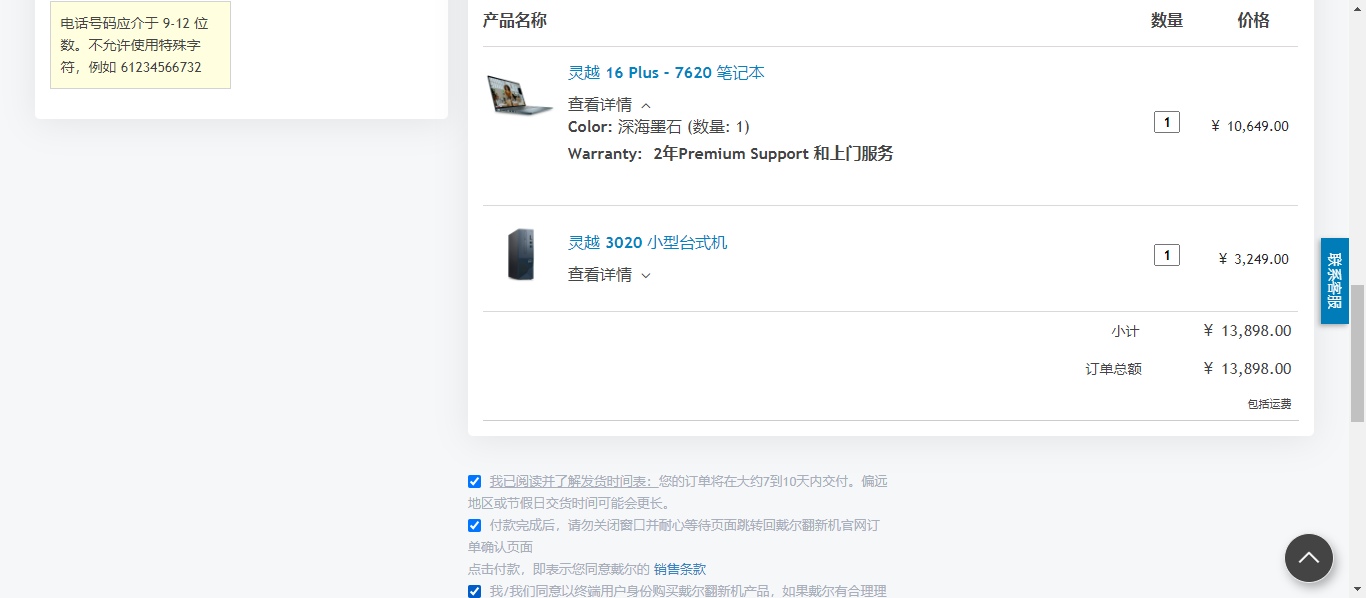 电话号码应介于 9-12 位
数。不允许使用特殊字
符，例如 61234566732
产品名称 数量 价格
灵越 16 Plus - 7620 笔记本
查看详情
Color: 深海墨石 (数量: 1)
1 ¥ 10,649.00
Warranty: 2年Premium Support 和上门服务
灵越 3020 小型台式机
1 ¥ 3,249.00
查看详情
小计 ¥ 13,898.00
订单总额 ¥ 13,898.00
包括运费
联系客服
我已阅读并了解发货时间表：您的订单将在大约7到10天内交付。偏远
地区或节假日交货时间可能会更长。
付款完成后，请勿关闭窗口并耐心等待页面跳转回戴尔翻新机官网订
单确认页面
点击付款，即表示您同意戴尔的 销售条款
我/我们同意以终端用户身份购买戴尔翻新机产品，如果戴尔有合理理